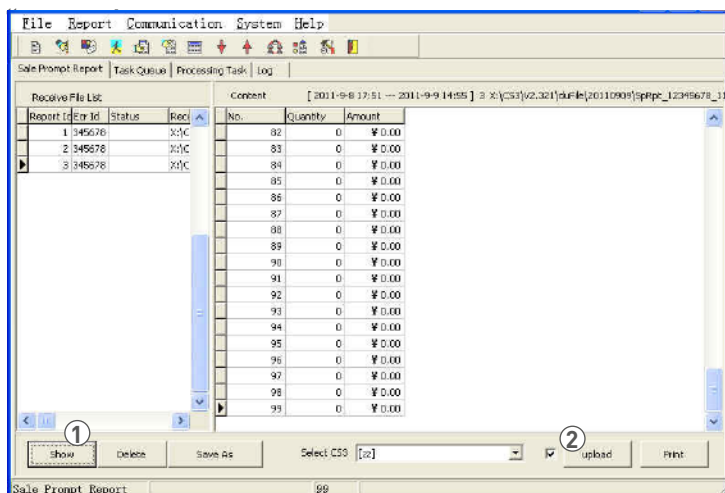 File Report Communication System Help
Sale Prompt Report Task Queue Processing Task Log
Receive File List
Content [ 2011-9-8 17:51 --- 2011-9-9 14:55 ] 3 X:\CS3\V2.321\duFile\20110909\SpRpt_12345678_11
Report Id Err Id Status Rec
1 345678 X:\C
2 345678 X:\C
3 345678 X:\C
No. Quantity Amount
82 0 ¥ 0.00
83 0 ¥ 0.00
84 0 ¥ 0.00
85 0 ¥ 0.00
86 0 ¥ 0.00
87 0 ¥ 0.00
88 0 ¥ 0.00
89 0 ¥ 0.00
90 0 ¥ 0.00
91 0 ¥ 0.00
92 0 ¥ 0.00
93 0 ¥ 0.00
94 0 ¥ 0.00
95 0 ¥ 0.00
96 0 ¥ 0.00
97 0 ¥ 0.00
98 0 ¥ 0.00
99 0 ¥ 0.00
1 2
Show Delete Save As Select CS3 [zz] upload Print
Sale Prompt Report 99